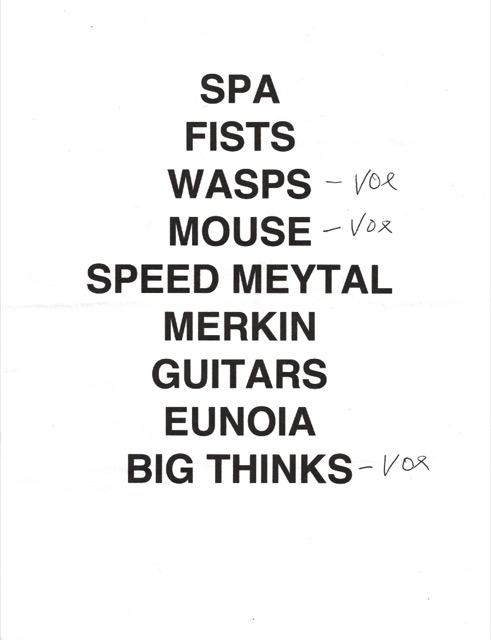 SPA
FISTS
WASPS - VOX
MOUSE - VOX
SPEED MEYTAL
MERKIN
GUITARS
EUNOIA
BIG THINKS - VOX